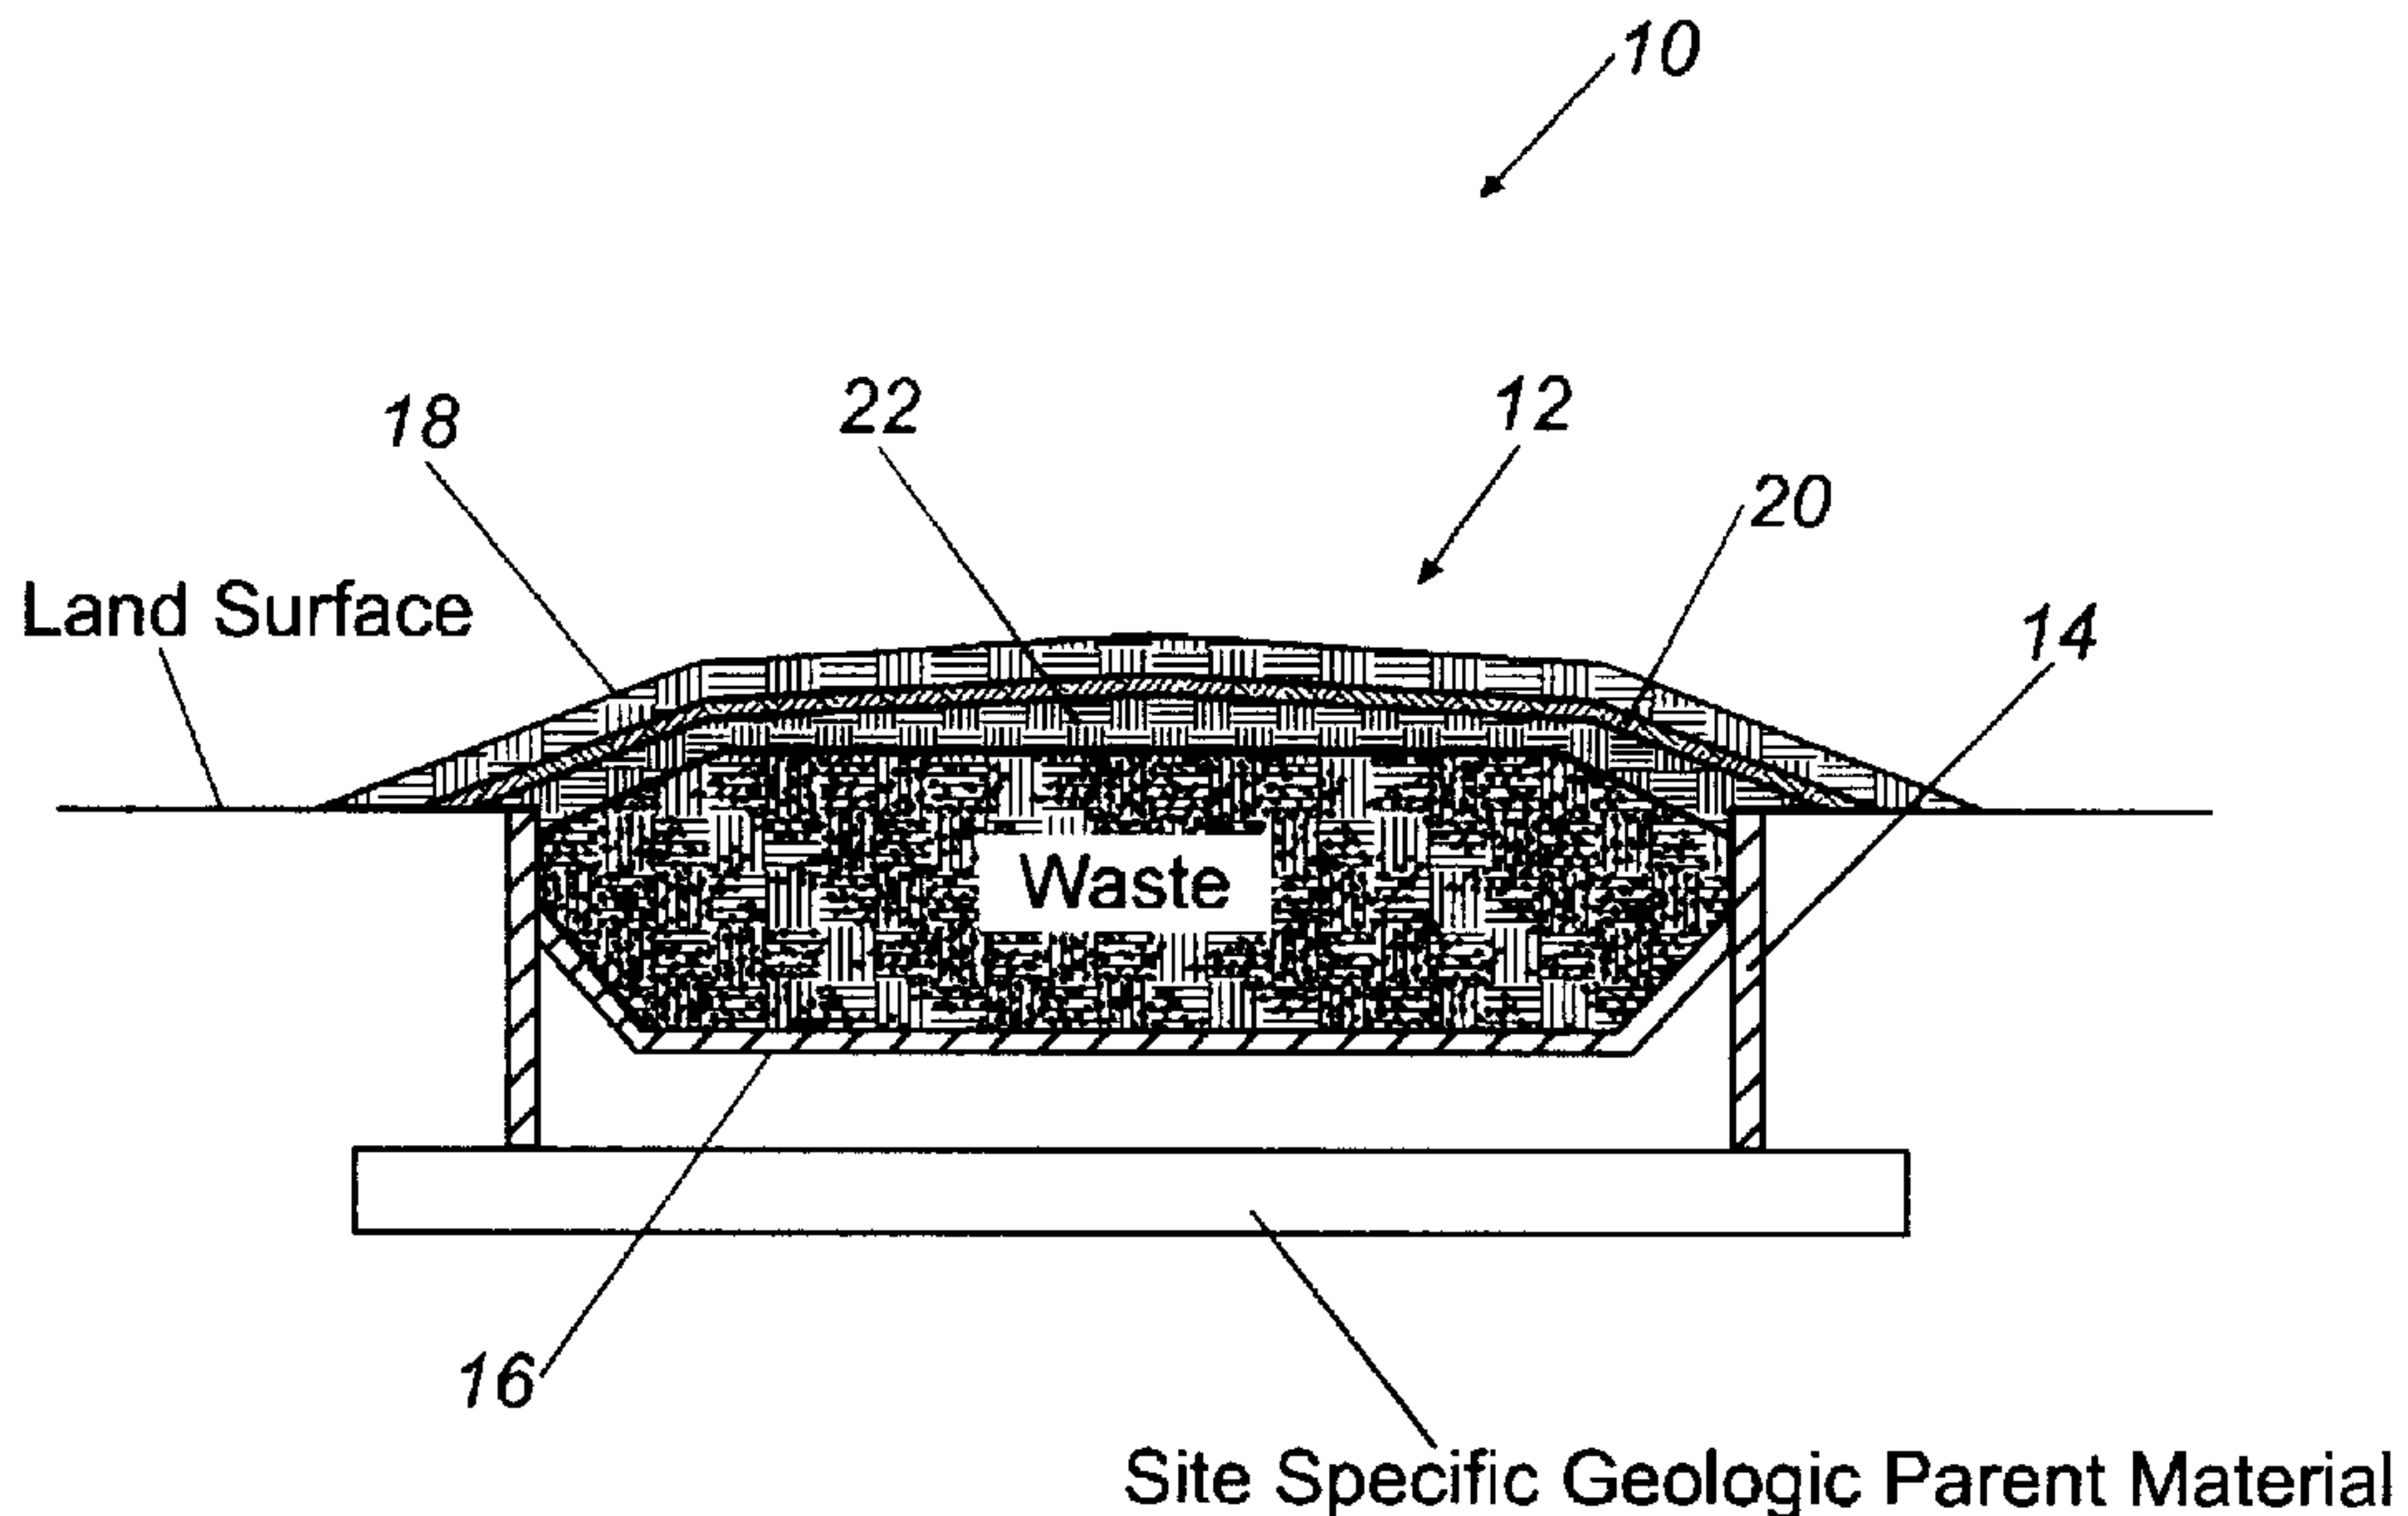 10
18
22
12
20
Land Surface
14
Waste
16
Site Specific Geologic Parent Material